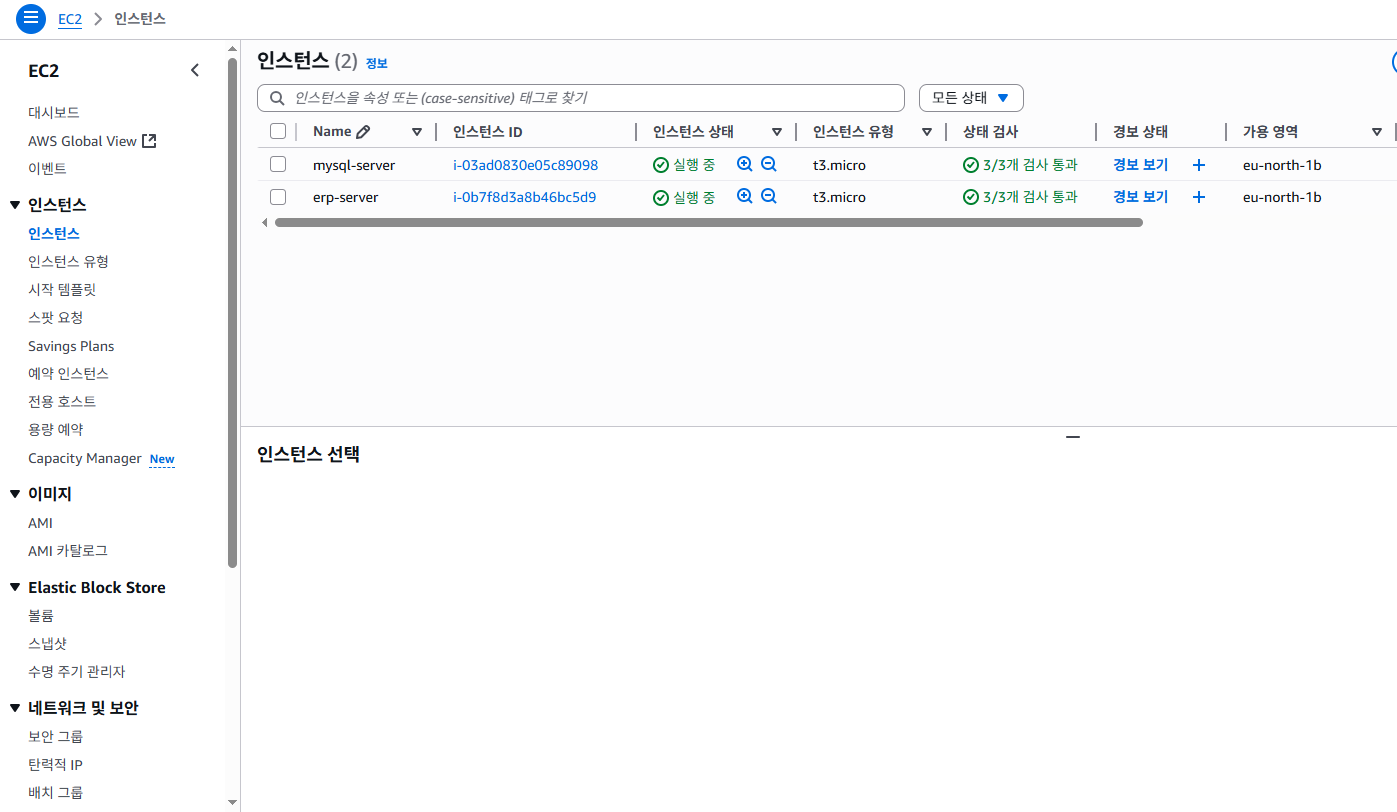 EC2 > 인스턴스
EC2
대시보드
AWS Global View
이벤트
인스턴스
인스턴스
인스턴스 유형
시작 템플릿
스팟 요청
Savings Plans
예약 인스턴스
전용 호스트
용량 예약
Capacity Manager New
이미지
AMI
AMI 카탈로그
Elastic Block Store
볼륨
스냅샷
수명 주기 관리자
네트워크 및 보안
보안 그룹
탄력적 IP
배치 그룹
인스턴스 (2) 정보
인스턴스을 속성 또는 (case-sensitive) 태그로 찾기
모든 상태
Name 인스턴스 ID 인스턴스 상태 인스턴스 유형 상태 검사 경보 상태 가용 영역
mysql-server i-03ad0830e05c89098 실행 중 t3.micro 3/3개 검사 통과 경보 보기 + eu-north-1b
erp-server i-0b7f8d3a8b46bc5d9 실행 중 t3.micro 3/3개 검사 통과 경보 보기 + eu-north-1b
인스턴스 선택